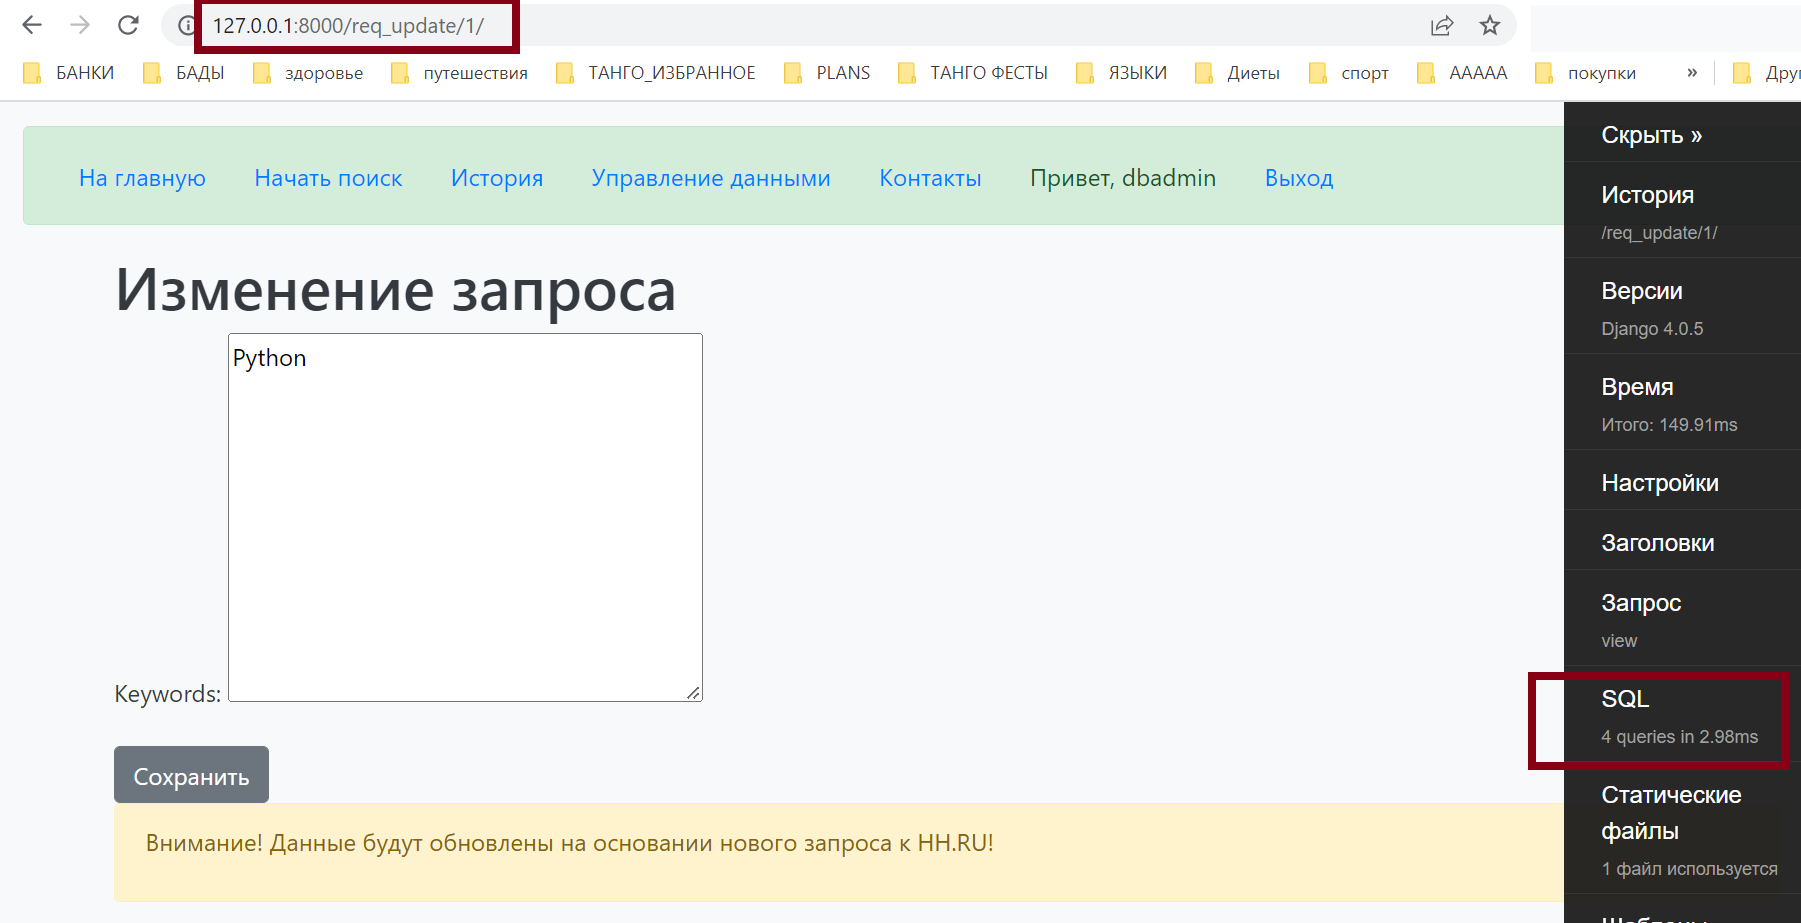 127.0.0.1:8000/req_update/1/
БАНКИ БАДЫ здоровье путешествия ТАНГО_ИЗБРАННОЕ PLANS ТАНГО ФЕСТЫ ЯЗЫКИ Диеты спорт ААААА покупки »
На главную Начать поиск История Управление данными Контакты Привет, dbadmin Выход
Изменение запроса
Python
Keywords:
Сохранить
Внимание! Данные будут обновлены на основании нового запроса к HH.RU!
Скрыть »
История
/req_update/1/
Версии
Django 4.0.5
Время
Итого: 149.91ms
Настройки
Заголовки
Запрос
view
SQL
4 queries in 2.98ms
Статические
файлы
1 файл используется